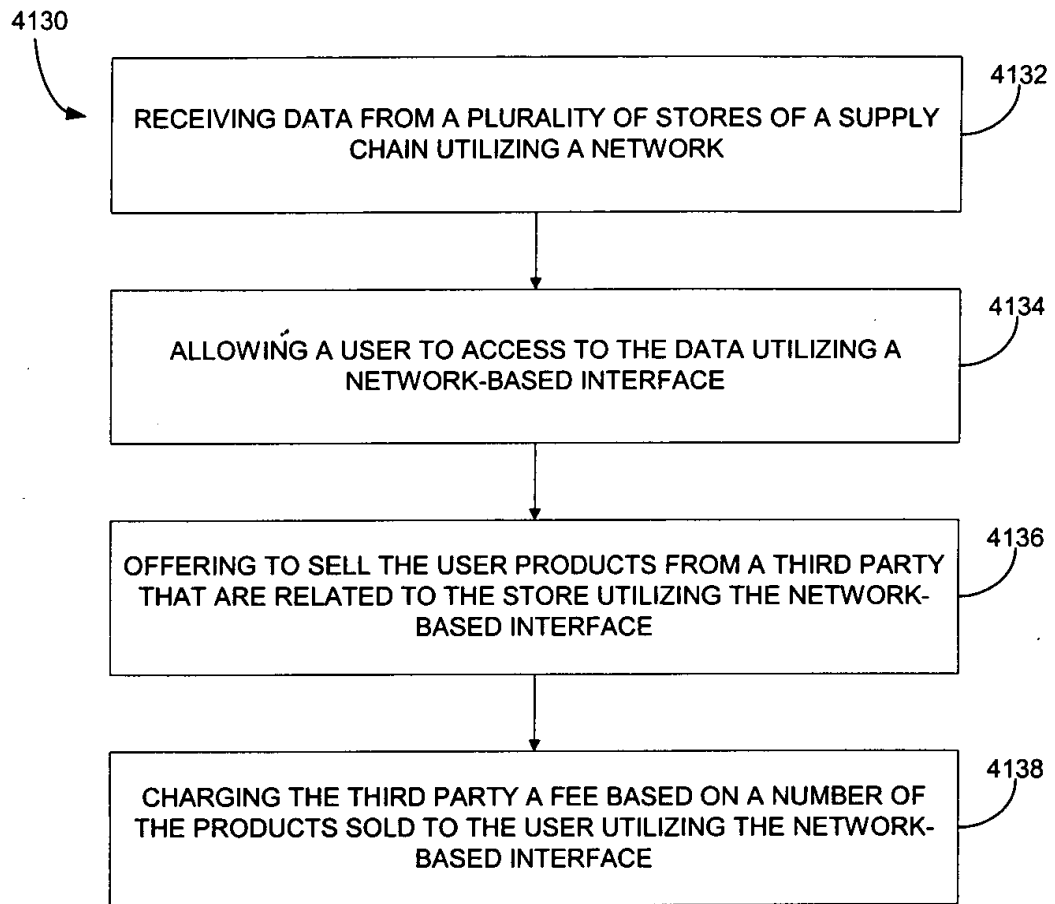 4130
4132
RECEIVING DATA FROM A PLURALITY OF STORES OF A SUPPLY
CHAIN UTILIZING A NETWORK
4134
ALLOWING A USER TO ACCESS TO THE DATA UTILIZING A
NETWORK-BASED INTERFACE
4136
OFFERING TO SELL THE USER PRODUCTS FROM A THIRD PARTY
THAT ARE RELATED TO THE STORE UTILIZING THE NETWORK-
BASED INTERFACE
4138
CHARGING THE THIRD PARTY A FEE BASED ON A NUMBER OF
THE PRODUCTS SOLD TO THE USER UTILIZING THE NETWORK-
BASED INTERFACE